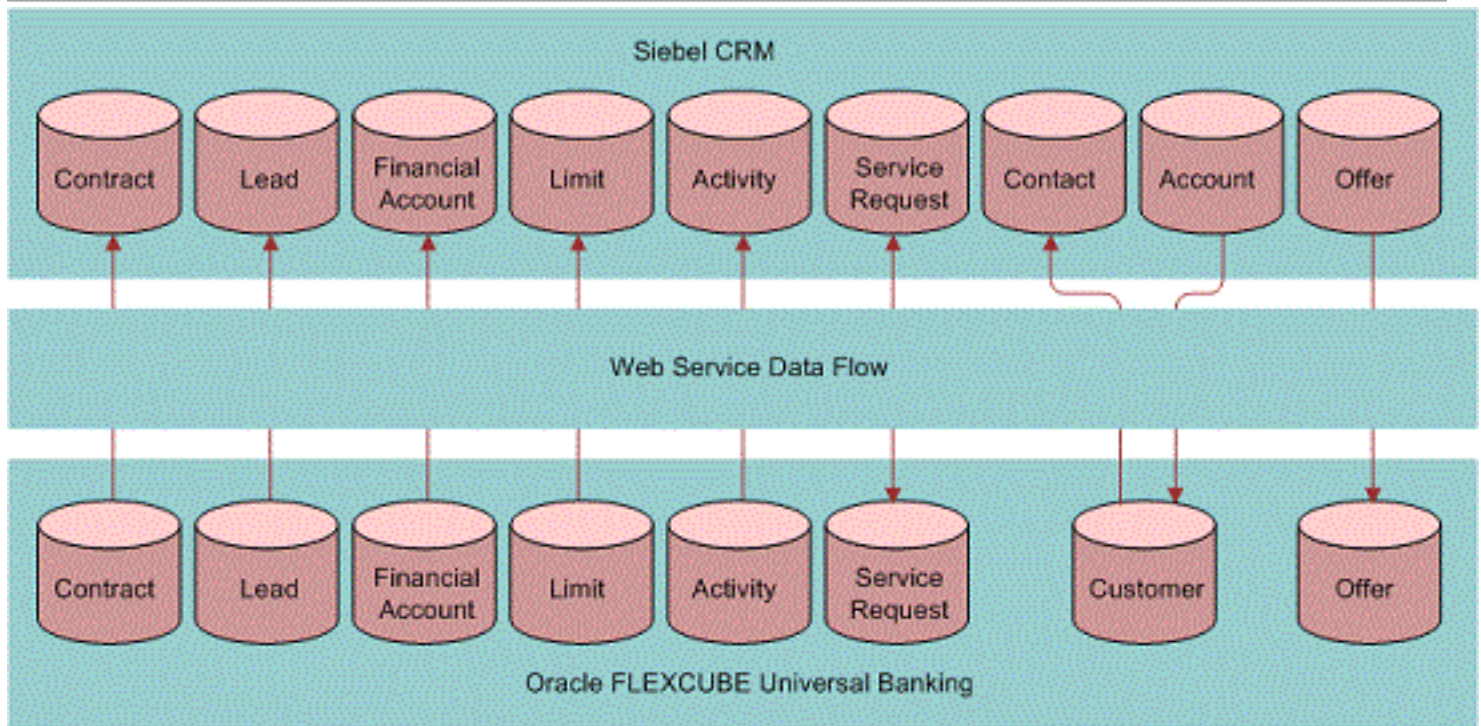 Siebel CRM
Contract
Lead
Financial
Account
Limit
Activity
Service
Request
Contact
Account
Offer
Web Service Data Flow
Contract
Lead
Financial
Account
Limit
Activity
Service
Request
Customer
Offer
Oracle FLEXCUBE Universal Banking